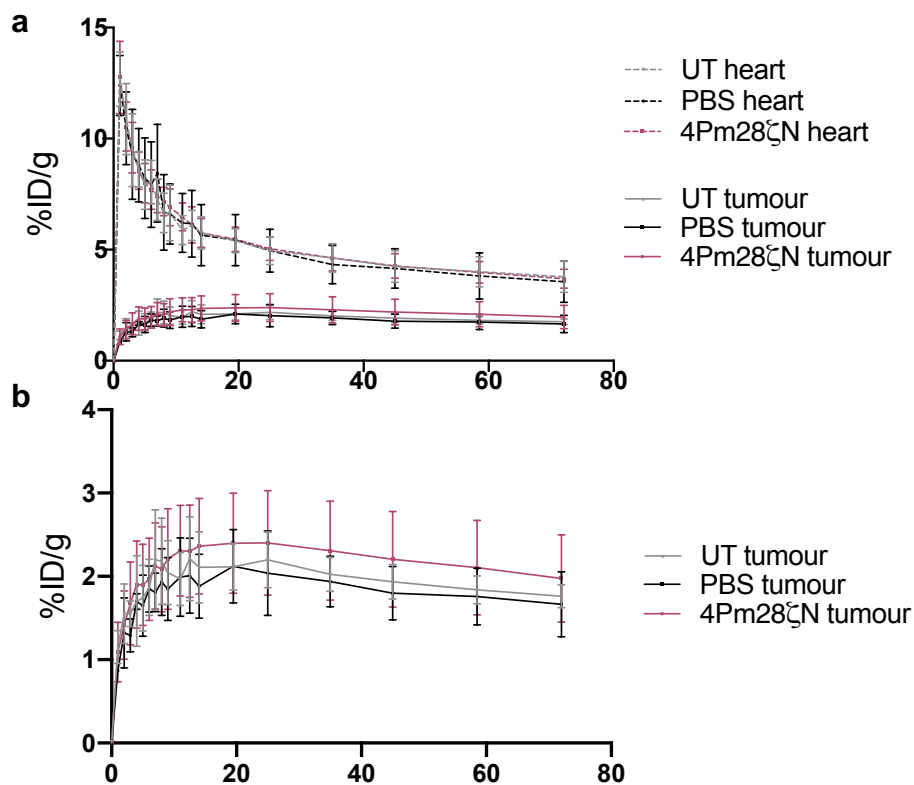 a
15
10
5
0
%ID/g
0 20 40 60 80
UT heart
PBS heart
4Pm28ζN heart
UT tumour
PBS tumour
4Pm28ζN tumour
b
4
3
2
1
0
%ID/g
0 20 40 60 80
UT tumour
PBS tumour
4Pm28ζN tumour